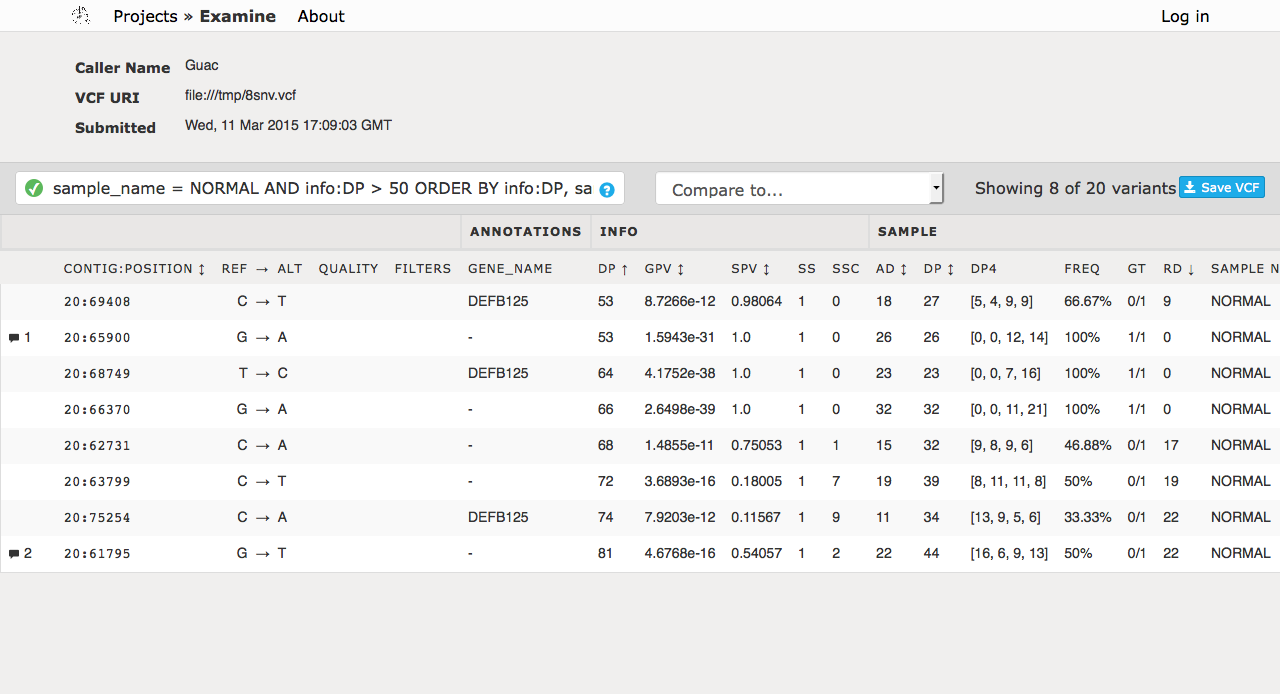 Projects » Examine About Log in
Caller Name Guac
VCF URI file:///tmp/8snv.vcf
Submitted Wed, 11 Mar 2015 17:09:03 GMT
sample_name = NORMAL AND info:DP > 50 ORDER BY info:DP, sa ? Compare to... Showing 8 of 20 variants Save VCF
ANNOTATIONS INFO SAMPLE
CONTIG:POSITION ↕ REF → ALT QUALITY FILTERS GENE_NAME DP ↑ GPV ↕ SPV ↕ SS SSC AD ↕ DP ↕ DP4 FREQ GT RD ↓ SAMPLE N
20:69408 C → T DEFB125 53 8.7266e-12 0.98064 1 0 18 27 [5, 4, 9, 9] 66.67% 0/1 9 NORMAL
1 20:65900 G → A - 53 1.5943e-31 1.0 1 0 26 26 [0, 0, 12, 14] 100% 1/1 0 NORMAL
20:68749 T → C DEFB125 64 4.1752e-38 1.0 1 0 23 23 [0, 0, 7, 16] 100% 1/1 0 NORMAL
20:66370 G → A - 66 2.6498e-39 1.0 1 0 32 32 [0, 0, 11, 21] 100% 1/1 0 NORMAL
20:62731 C → A - 68 1.4855e-11 0.75053 1 1 15 32 [9, 8, 9, 6] 46.88% 0/1 17 NORMAL
20:63799 C → T - 72 3.6893e-16 0.18005 1 7 19 39 [8, 11, 11, 8] 50% 0/1 19 NORMAL
20:75254 C → A DEFB125 74 7.9203e-12 0.11567 1 9 11 34 [13, 9, 5, 6] 33.33% 0/1 22 NORMAL
2 20:61795 G → T - 81 4.6768e-16 0.54057 1 2 22 44 [16, 6, 9, 13] 50% 0/1 22 NORMAL